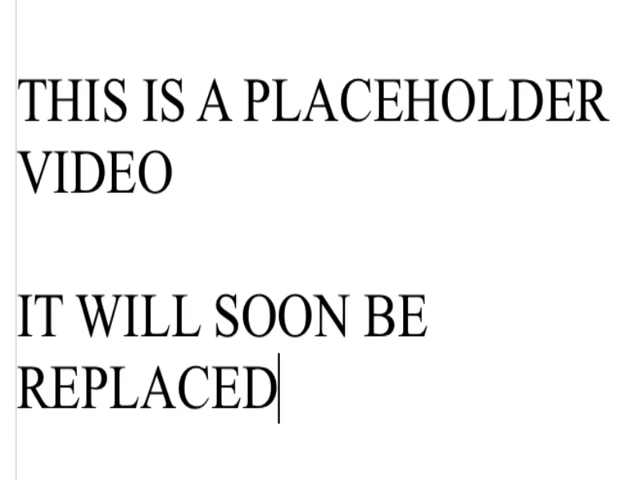 THIS IS A PLACEHOLDER
VIDEO
IT WILL SOON BE
REPLACED